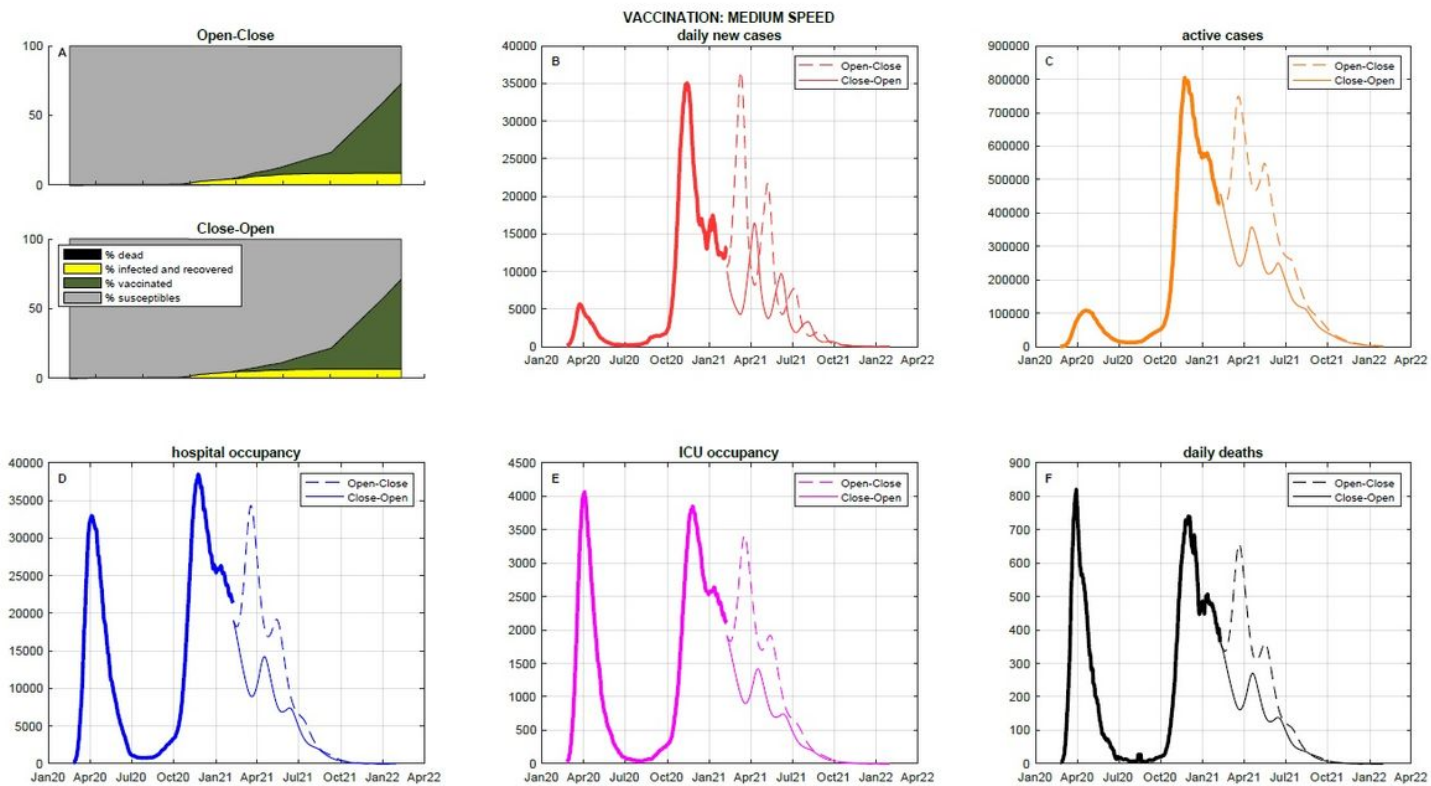 VACCINATION: MEDIUM SPEED
Open-Close
A
100
50
0
Close-Open
100
50
0
% dead
% infected and recovered
% vaccinated
% susceptibles
daily new cases
B
Open-Close
Close-Open
40000
35000
30000
25000
20000
15000
10000
5000
0
Jan20 Apr20 Jul20 Oct20 Jan21 Apr21 Jul21 Oct21 Jan22 Apr22
active cases
C
Open-Close
Close-Open
900000
800000
700000
600000
500000
400000
300000
200000
100000
0
Jan20 Apr20 Jul20 Oct20 Jan21 Apr21 Jul21 Oct21 Jan22 Apr22
hospital occupancy
D
Open-Close
Close-Open
40000
35000
30000
25000
20000
15000
10000
5000
0
Jan20 Apr20 Jul20 Oct20 Jan21 Apr21 Jul21 Oct21 Jan22 Apr22
ICU occupancy
E
Open-Close
Close-Open
4500
4000
3500
3000
2500
2000
1500
1000
500
0
Jan20 Apr20 Jul20 Oct20 Jan21 Apr21 Jul21 Oct21 Jan22 Apr22
daily deaths
F
Open-Close
Close-Open
900
800
700
600
500
400
300
200
100
0
Jan20 Apr20 Jul20 Oct20 Jan21 Apr21 Jul21 Oct21 Jan22 Apr22